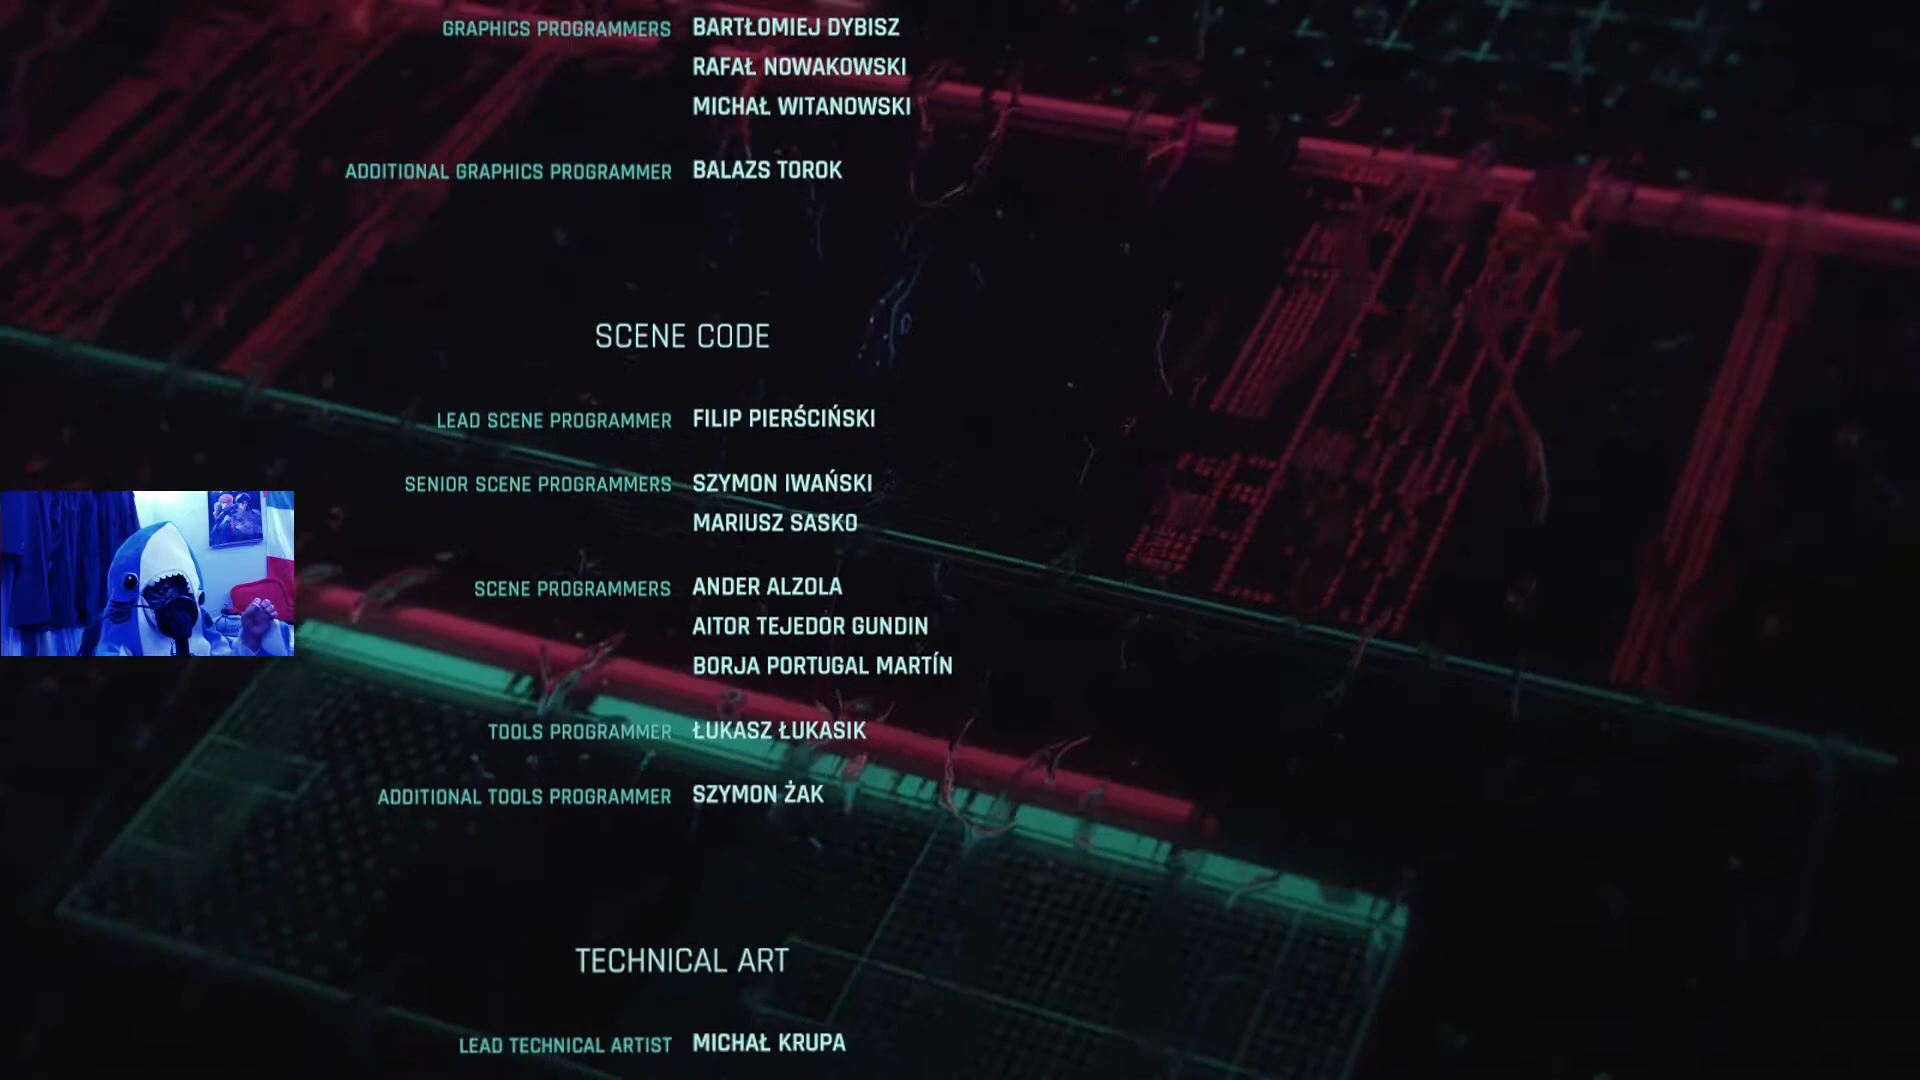 GRAPHICS PROGRAMMERS BARTŁOMIEJ DYBISZ
RAFAŁ NOWAKOWSKI
MICHAŁ WITANOWSKI
ADDITIONAL GRAPHICS PROGRAMMER BALAZS TOROK
SCENE CODE
LEAD SCENE PROGRAMMER FILIP PIERŚCIŃSKI
SENIOR SCENE PROGRAMMERS SZYMON IWAŃSKI
MARIUSZ SASKO
SCENE PROGRAMMERS ANDER ALZOLA
AITOR TEJEDOR GUNDIN
BORJA PORTUGAL MARTÍN
TOOLS PROGRAMMER ŁUKASZ ŁUKASIK
ADDITIONAL TOOLS PROGRAMMER SZYMON ŻAK
TECHNICAL ART
LEAD TECHNICAL ARTIST MICHAŁ KRUPA